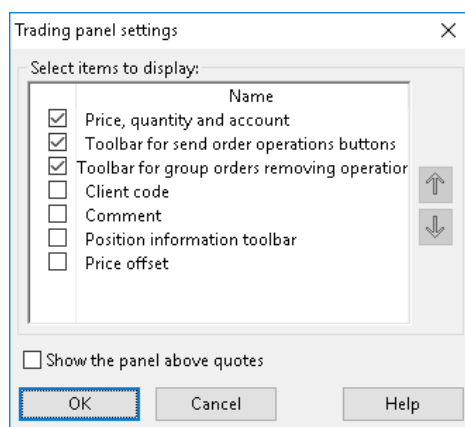 Trading panel settings
Select items to display:
Name
Price, quantity and account
Toolbar for send order operations buttons
Toolbar for group orders removing operation
Client code
Comment
Position information toolbar
Price offset
Show the panel above quotes
OK Cancel Help